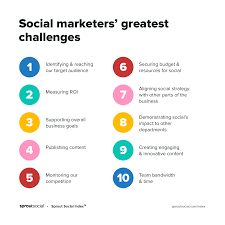 Social marketers' greatest
challenges
1
Identifying & reaching
our target audience
2
Measuring ROI
3
Supporting overall
business goals
4
Publishing content
5
Monitoring our
competition
6
Securing budget &
resources for social
7
Aligning social strategy
with other parts of the
business
8
Demonstrating social's
impact to other
departments
9
Creating engaging
& innovative content
10
Team bandwidth
& time
sproutsocial • Sprout Social Index™
sproutsocial.com/index